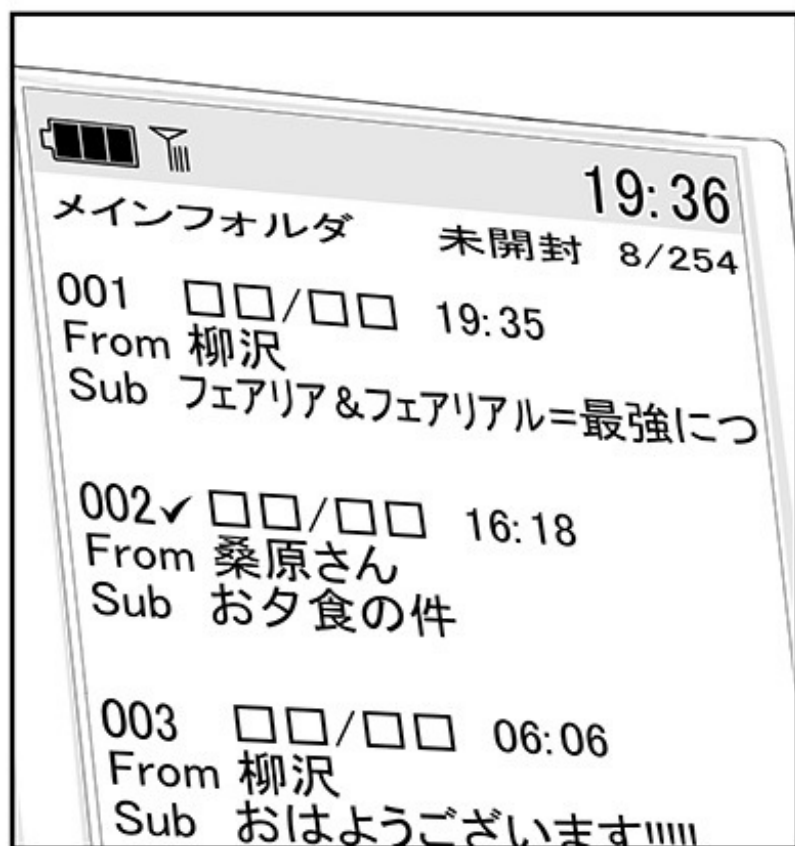 19:36
メインフォルダ 未開封 8/254
001 □□/□□ 19:35
From 柳沢
Sub フェアリア&フェアリアル=最強につ
002✓□□/□□ 16:18
From 桑原さん
Sub お夕食の件
003 □□/□□ 06:06
From 柳沢
Sub おはようございます!!!!!